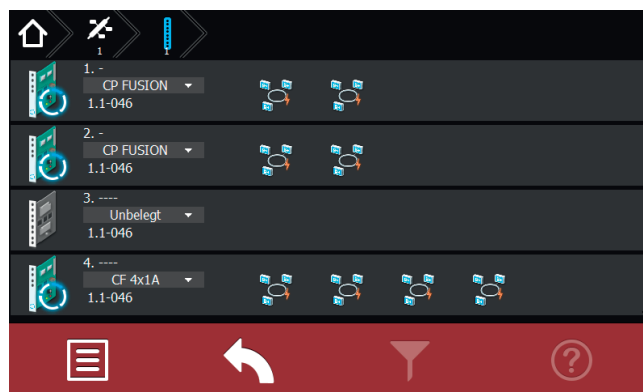 1
1
1. -
CP FUSION
1.1-046
2. -
CP FUSION
1.1-046
3. ----
Unbelegt
1.1-046
4. ----
CF 4x1A
1.1-046
?